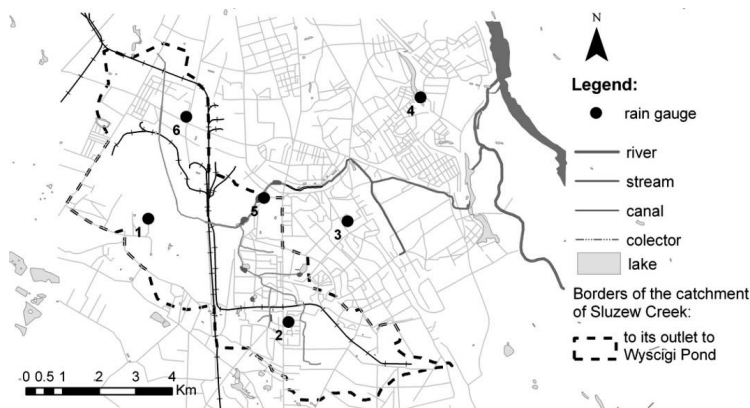 N
Legend:
rain gauge
river
stream
canal
colector
lake
Borders of the catchment
of Sluzew Creek:
to its outlet to
Wyscigi Pond
6
4
5
1
3
2
0 0.5 1 2 3 4
Km